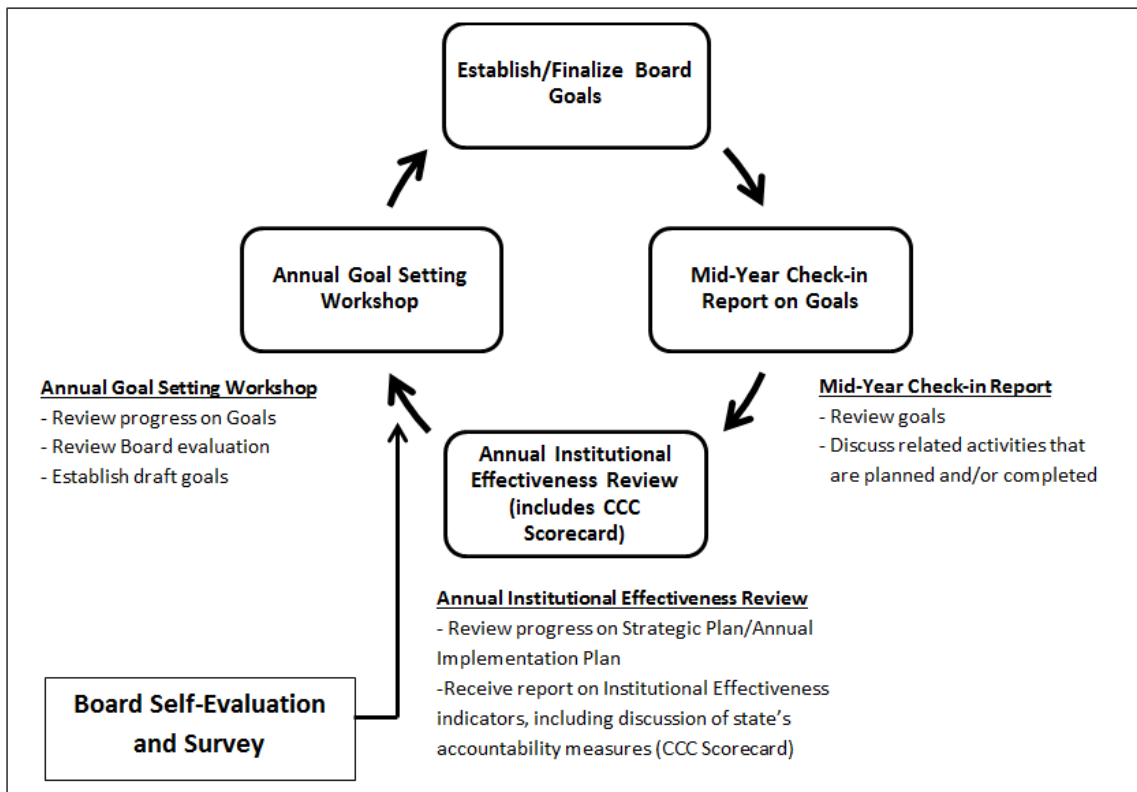 Establish/Finalize Board
Goals
Annual Goal Setting
Workshop
Mid-Year Check-in
Report on Goals
Annual Goal Setting Workshop
- Review progress on Goals
- Review Board evaluation
- Establish draft goals
Mid-Year Check-in Report
- Review goals
- Discuss related activities that
are planned and/or completed
Annual Institutional
Effectiveness Review
(includes CCC
Scorecard)
Annual Institutional Effectiveness Review
- Review progress on Strategic Plan/Annual
Implementation Plan
-Receive report on Institutional Effectiveness
indicators, including discussion of state’s
accountability measures (CCC Scorecard)
Board Self-Evaluation
and Survey